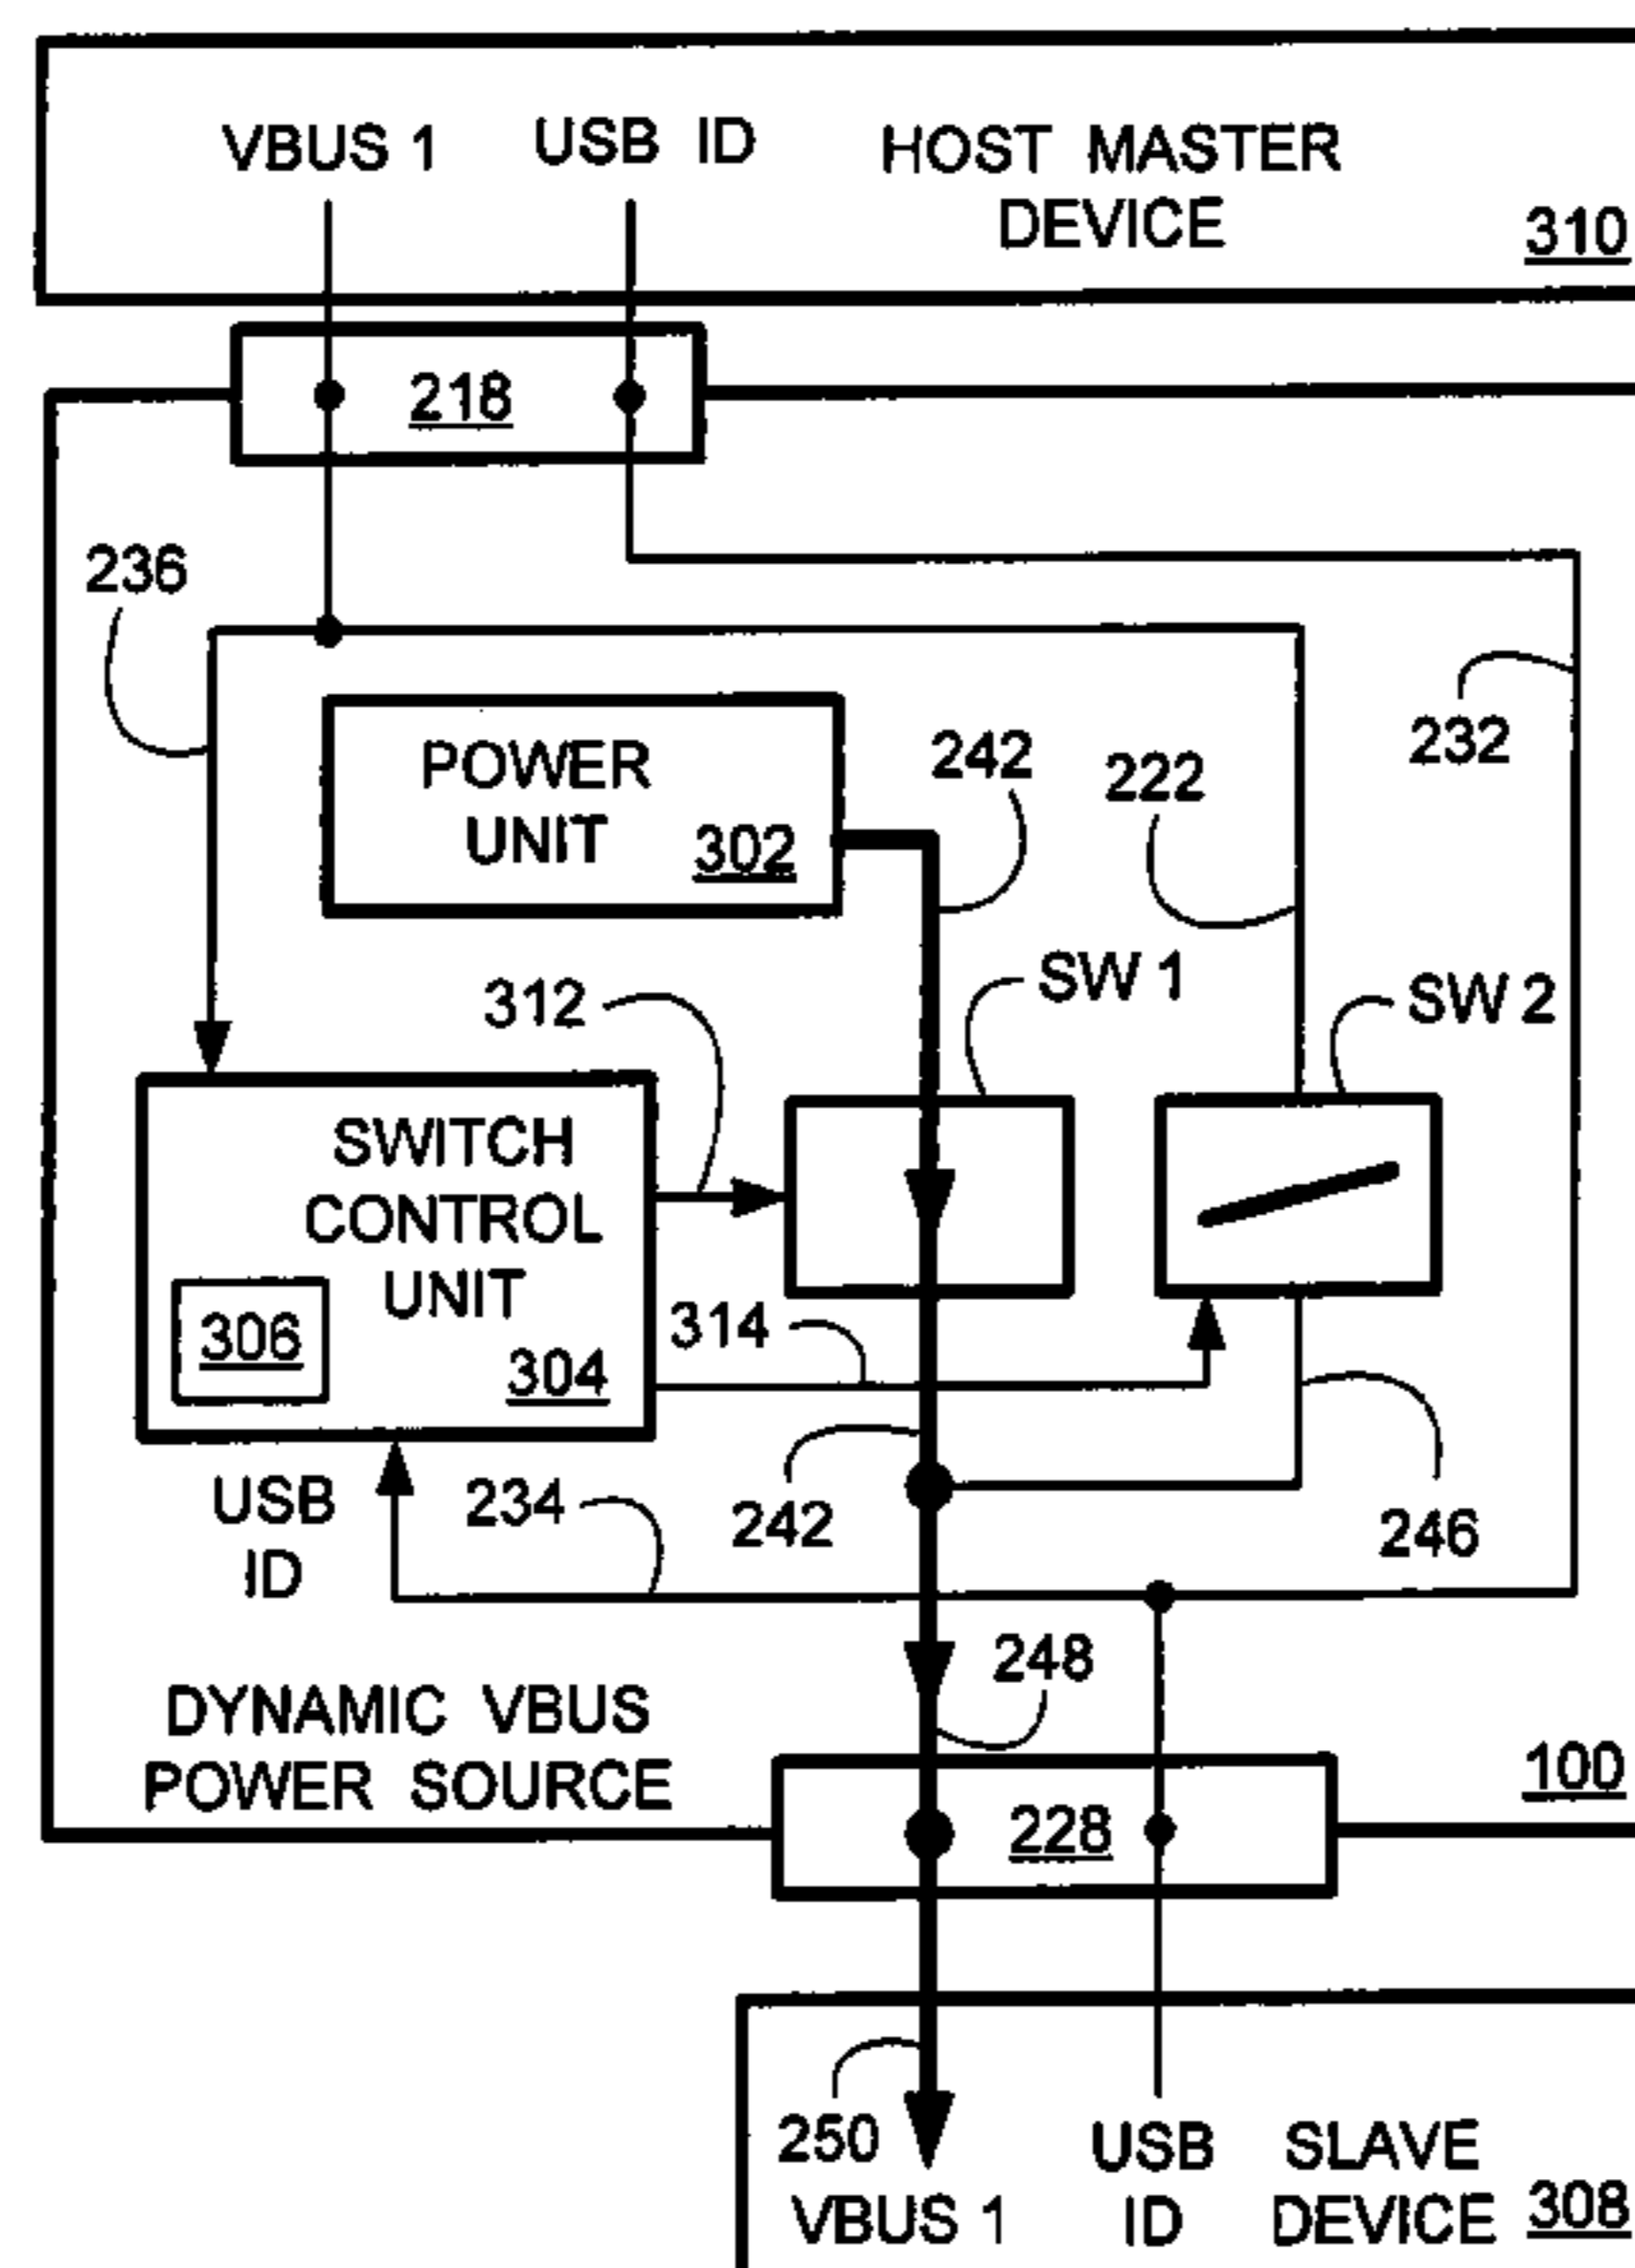 VBUS 1
USB ID
HOST MASTER
DEVICE
310
218
236
232
POWER
UNIT
302
242
222
SW 1
SW 2
312
SWITCH
CONTROL
UNIT
306
304
314
USB
ID
234
242
246
248
DYNAMIC VBUS
POWER SOURCE
100
228
250
VBUS 1
USB
ID
SLAVE
DEVICE
308